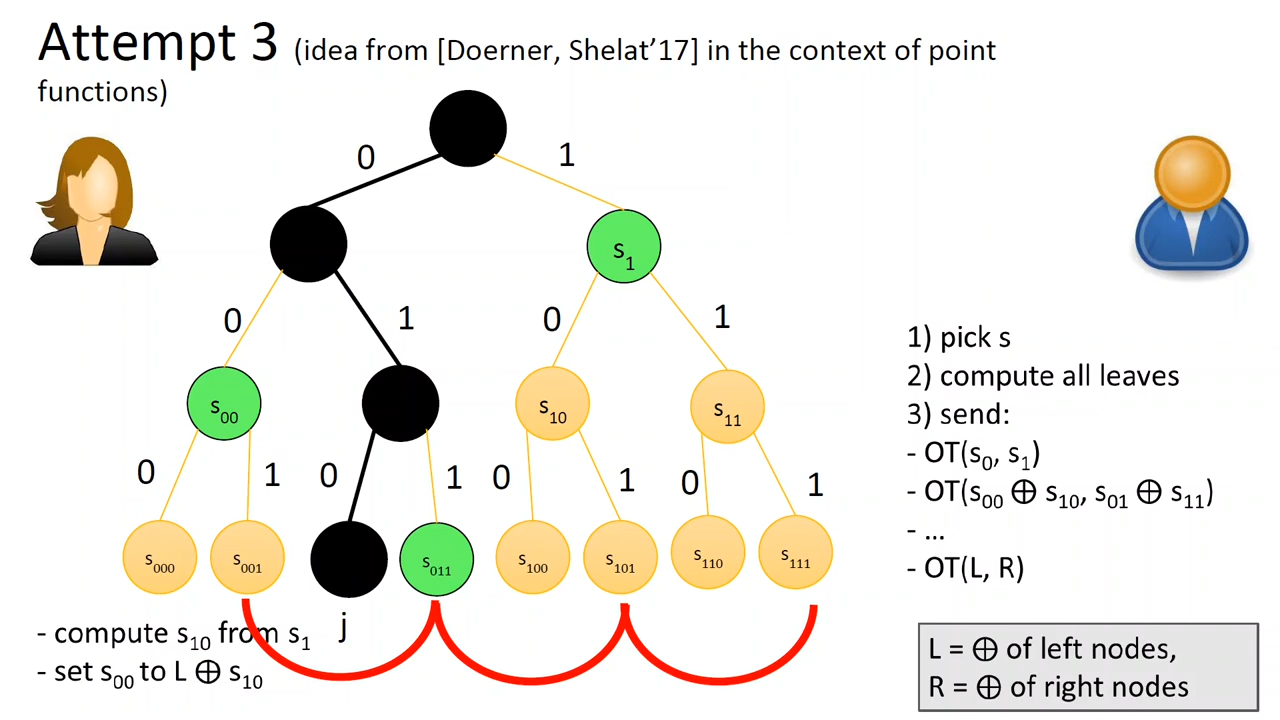 Attempt 3 (idea from [Doerner, Shelat’17] in the context of point
functions)
0
1
s₁
0
1
0
1
s₀₀
s₁₀
s₁₁
0
1
0
1
0
1
0
1
s₀₀₀
s₀₀₁
s₀₁₁
s₁₀₀
s₁₀₁
s₁₁₀
s₁₁₁
j
- compute s₁₀ from s₁
- set s₀₀ to L ⊕ s₁₀
1) pick s
2) compute all leaves
3) send:
- OT(s₀, s₁)
- OT(s₀₀ ⊕ s₁₀, s₀₁ ⊕ s₁₁)
- ...
- OT(L, R)
L = ⊕ of left nodes,
R = ⊕ of right nodes